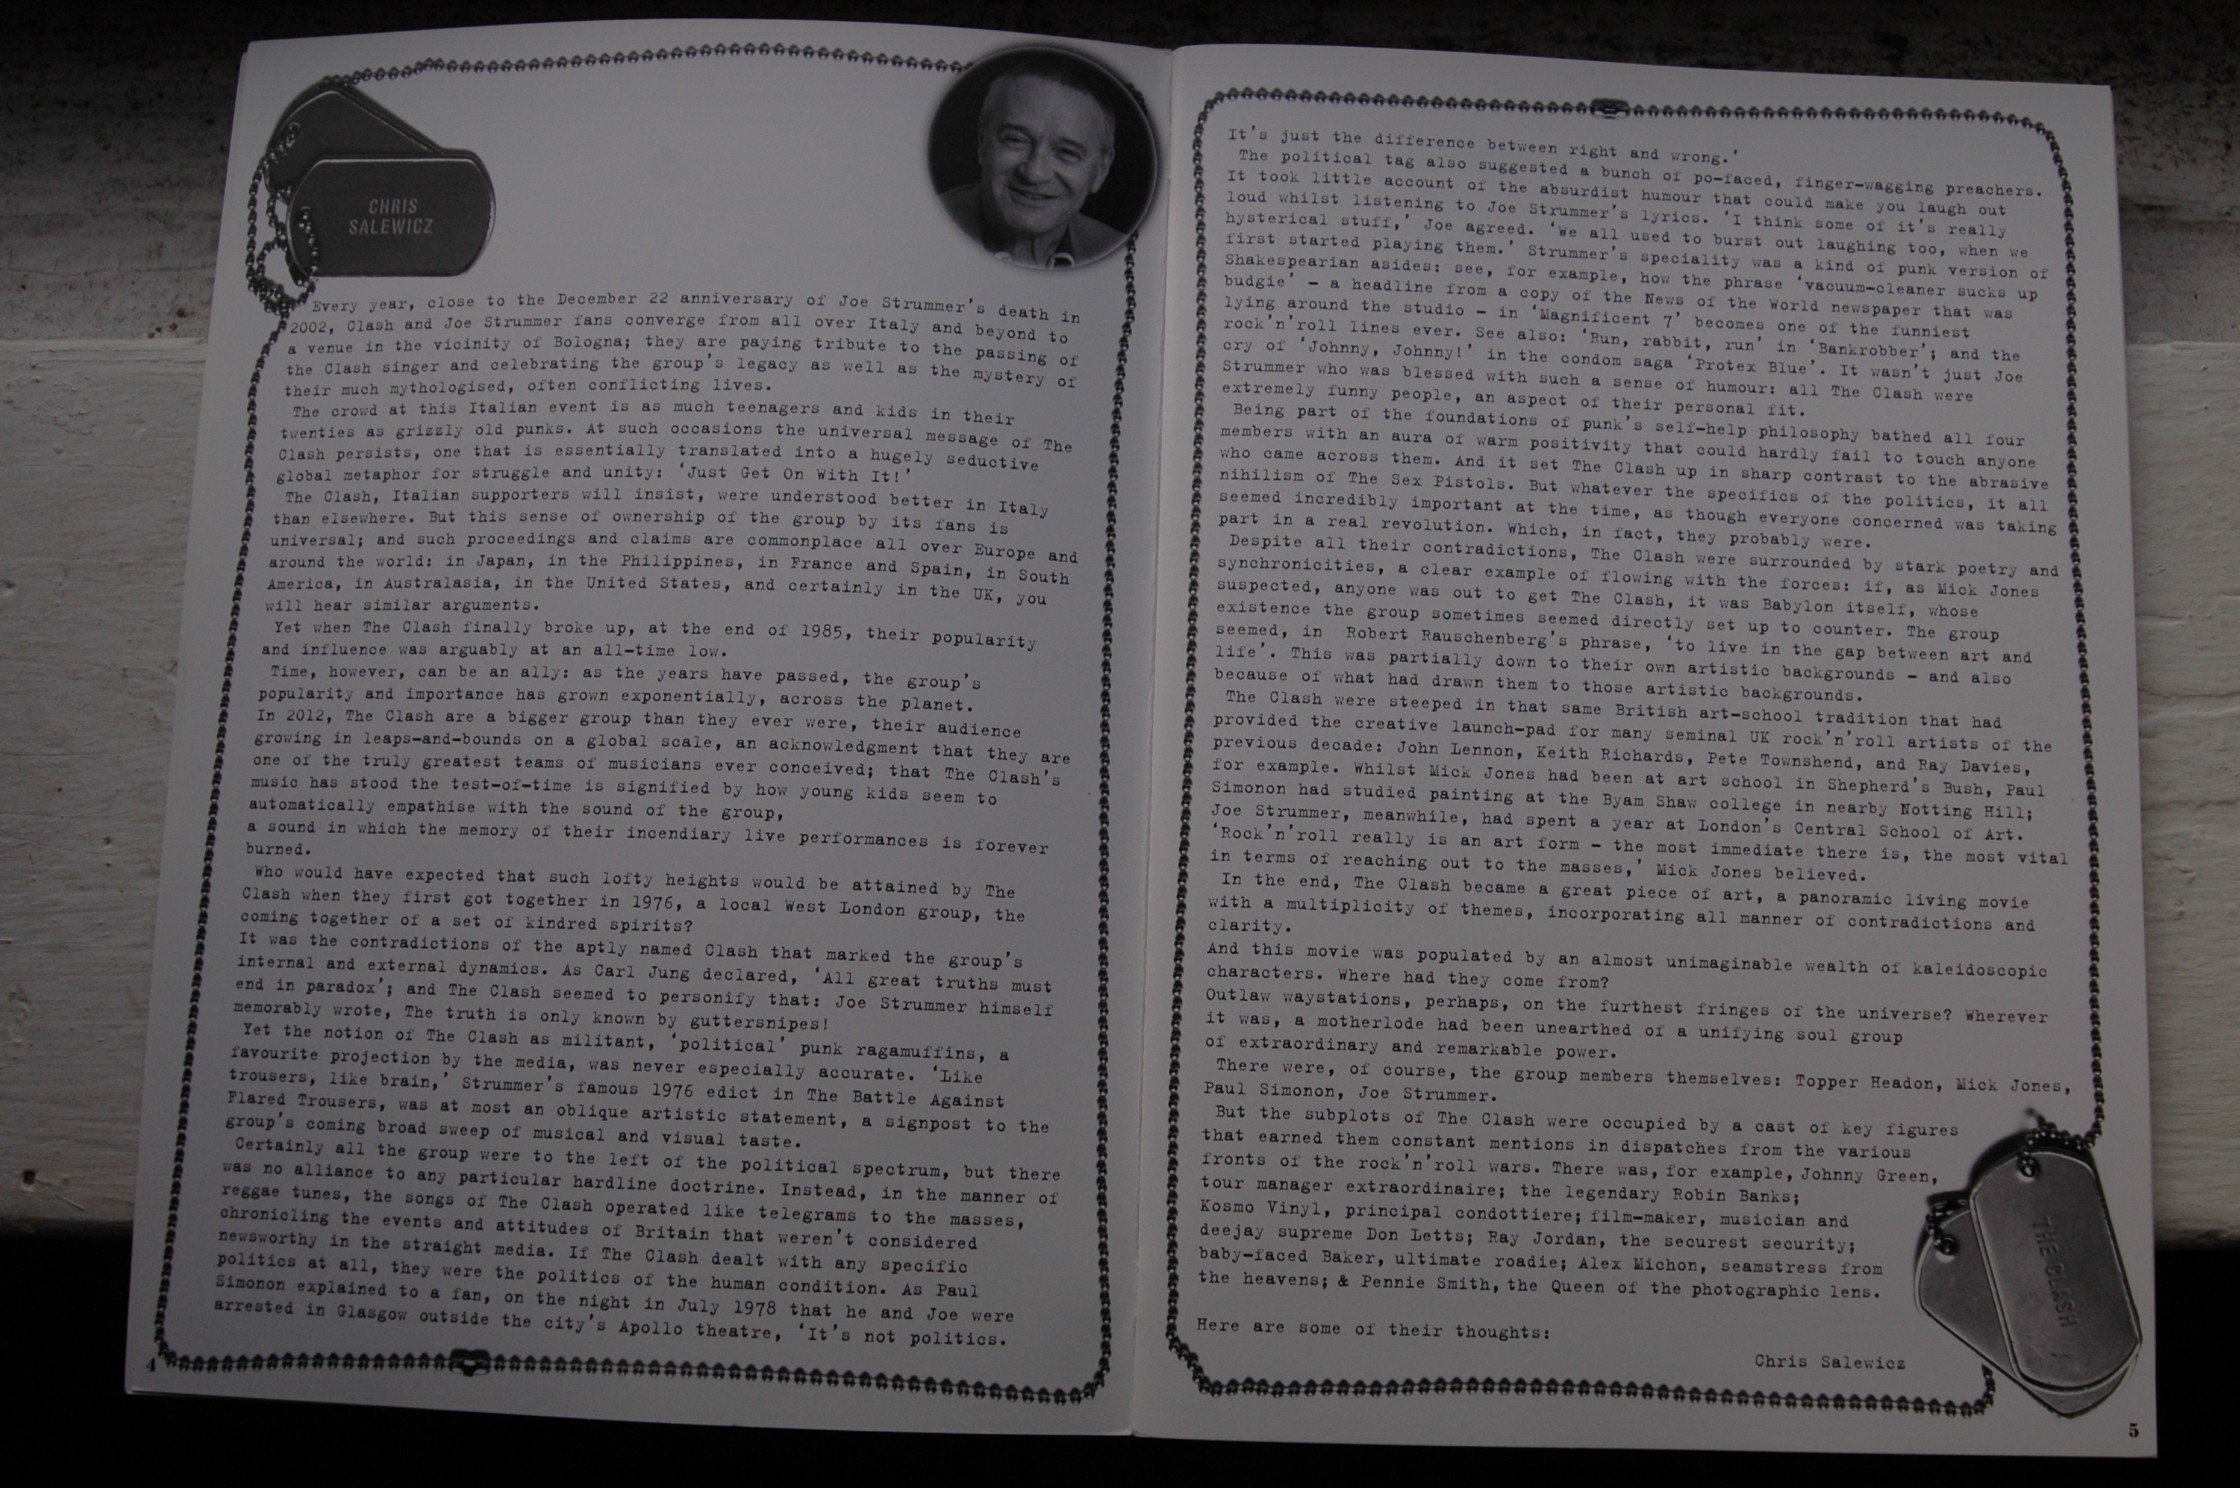 CHRIS
SALEWICZ
Every year, close to the December 22 anniversary of Joe Strummer's death in
2002, Clash and Joe Strummer fans converge from all over Italy and beyond to
a venue in the vicinity of Bologna; they are paying tribute to the passing of
the Clash singer and celebrating the group's legacy as well as the mystery of
their much mythologised, often conflicting lives.
The crowd at this Italian event is as much teenagers and kids in their
twenties as grizzly old punks. At such occasions the universal message of The
Clash persists, one that is essentially translated into a hugely seductive
global metaphor for struggle and unity: 'Just Get On With It!'
The Clash, Italian supporters will insist, were understood better in Italy
than elsewhere. But this sense of ownership of the group by its fans is
universal; and such proceedings and claims are commonplace all over Europe and
around the world: in Japan, in the Philippines, in France and Spain, in South
America, in Australasia, in the United States, and certainly in the UK, you
will hear similar arguments.
Yet when The Clash finally broke up, at the end of 1985, their popularity
and influence was arguably at an all-time low.
Time, however, can be an ally: as the years have passed, the group's
popularity and importance has grown exponentially, across the planet.
In 2012, The Clash are a bigger group than they ever were, their audience
growing in leaps-and-bounds on a global scale, an acknowledgment that they are
one of the truly greatest teams of musicians ever conceived; that The Clash's
music has stood the test-of-time is signified by how young kids seem to
automatically empathise with the sound of the group,
a sound in which the memory of their incendiary live performances is forever
burned.
Who would have expected that such lofty heights would be attained by The
Clash when they first got together in 1976, a local West London group, the
coming together of a set of kindred spirits?
It was the contradictions of the aptly named Clash that marked the group's
internal and external dynamics. As Carl Jung declared, 'All great truths must
end in paradox'; and The Clash seemed to personify that: Joe Strummer himself
memorably wrote, The truth is only known by guttersnipes!
Yet the notion of The Clash as militant, 'political' punk ragamuffins, a
favourite projection by the media, was never especially accurate. 'Like
trousers, like brain,' Strummer's famous 1976 edict in The Battle Against
Flared Trousers, was at most an oblique artistic statement, a signpost to the
group's coming broad sweep of musical and visual taste.
Certainly all the group were to the left of the political spectrum, but there
was no alliance to any particular hardline doctrine. Instead, in the manner of
reggae tunes, the songs of The Clash operated like telegrams to the masses,
chronicling the events and attitudes of Britain that weren't considered
newsworthy in the straight media. If The Clash dealt with any specific
politics at all, they were the politics of the human condition. As Paul
Simonon explained to a fan, on the night in July 1978 that he and Joe were
arrested in Glasgow outside the city's Apollo theatre, 'It's not politics.
4
It's just the difference between right and wrong.'
The political tag also suggested a bunch of po-faced, finger-wagging preachers.
It took little account of the absurdist humour that could make you laugh out
loud whilst listening to Joe Strummer's lyrics. 'I think some of it's really
hysterical stuff,' Joe agreed. 'We all used to burst out laughing too, when we
first started playing them.' Strummer's speciality was a kind of punk version of
Shakespearian asides: see, for example, how the phrase 'vacuum-cleaner sucks up
budgie' - a headline from a copy of the News of the World newspaper that was
lying around the studio - in 'Magnificent 7' becomes one of the funniest
rock'n'roll lines ever. See also: 'Run, rabbit, run' in 'Bankrobber'; and the
cry of 'Johnny, Johnny!' in the condom saga 'Protex Blue'. It wasn't just Joe
Strummer who was blessed with such a sense of humour: all The Clash were
extremely funny people, an aspect of their personal fit.
Being part of the foundations of punk's self-help philosophy bathed all four
members with an aura of warm positivity that could hardly fail to touch anyone
who came across them. And it set The Clash up in sharp contrast to the abrasive
nihilism of The Sex Pistols. But whatever the specifics of the politics, it all
seemed incredibly important at the time, as though everyone concerned was taking
part in a real revolution. Which, in fact, they probably were.
Despite all their contradictions, The Clash were surrounded by stark poetry and
synchronicities, a clear example of flowing with the forces: if, as Mick Jones
suspected, anyone was out to get The Clash, it was Babylon itself, whose
existence the group sometimes seemed directly set up to counter. The group
seemed, in Robert Rauschenberg's phrase, 'to live in the gap between art and
life'. This was partially down to their own artistic backgrounds - and also
because of what had drawn them to those artistic backgrounds.
The Clash were steeped in that same British art-school tradition that had
provided the creative launch-pad for many seminal UK rock'n'roll artists of the
previous decade: John Lennon, Keith Richards, Pete Townshend, and Ray Davies,
for example. Whilst Mick Jones had been at art school in Shepherd's Bush, Paul
Simonon had studied painting at the Byam Shaw college in nearby Notting Hill;
Joe Strummer, meanwhile, had spent a year at London's Central School of Art.
'Rock'n'roll really is an art form - the most immediate there is, the most vital
in terms of reaching out to the masses,' Mick Jones believed.
In the end, The Clash became a great piece of art, a panoramic living movie
with a multiplicity of themes, incorporating all manner of contradictions and
clarity.
And this movie was populated by an almost unimaginable wealth of kaleidoscopic
characters. Where had they come from?
Outlaw waystations, perhaps, on the furthest fringes of the universe? Wherever
it was, a motherlode had been unearthed of a unifying soul group
of extraordinary and remarkable power.
There were, of course, the group members themselves: Topper Headon, Mick Jones,
Paul Simonon, Joe Strummer.
But the subplots of The Clash were occupied by a cast of key figures
that earned them constant mentions in dispatches from the various
fronts of the rock'n'roll wars. There was, for example, Johnny Green,
tour manager extraordinaire; the legendary Robin Banks;
Kosmo Vinyl, principal condottiere; film-maker, musician and
deejay supreme Don Letts; Ray Jordan, the securest security;
baby-faced Baker, ultimate roadie; Alex Michon, seamstress from
the heavens; & Pennie Smith, the Queen of the photographic lens.
Here are some of their thoughts:
Chris Salewicz
THE CLASH
5